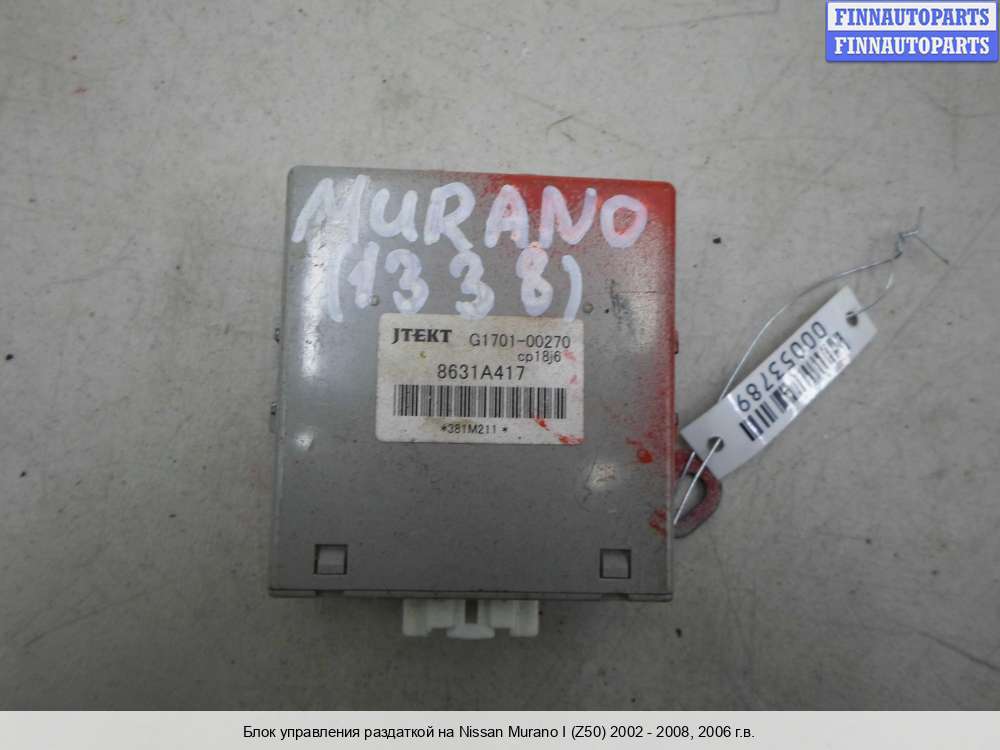 FINNAUTOPARTS
FINNAUTOPARTS
MURANO
(1338)
JTEKT G1701-00270
cp18j6
8631A417
*381M211*
00053789
Блок управления раздаткой на Nissan Murano I (Z50) 2002 - 2008, 2006 г.в.